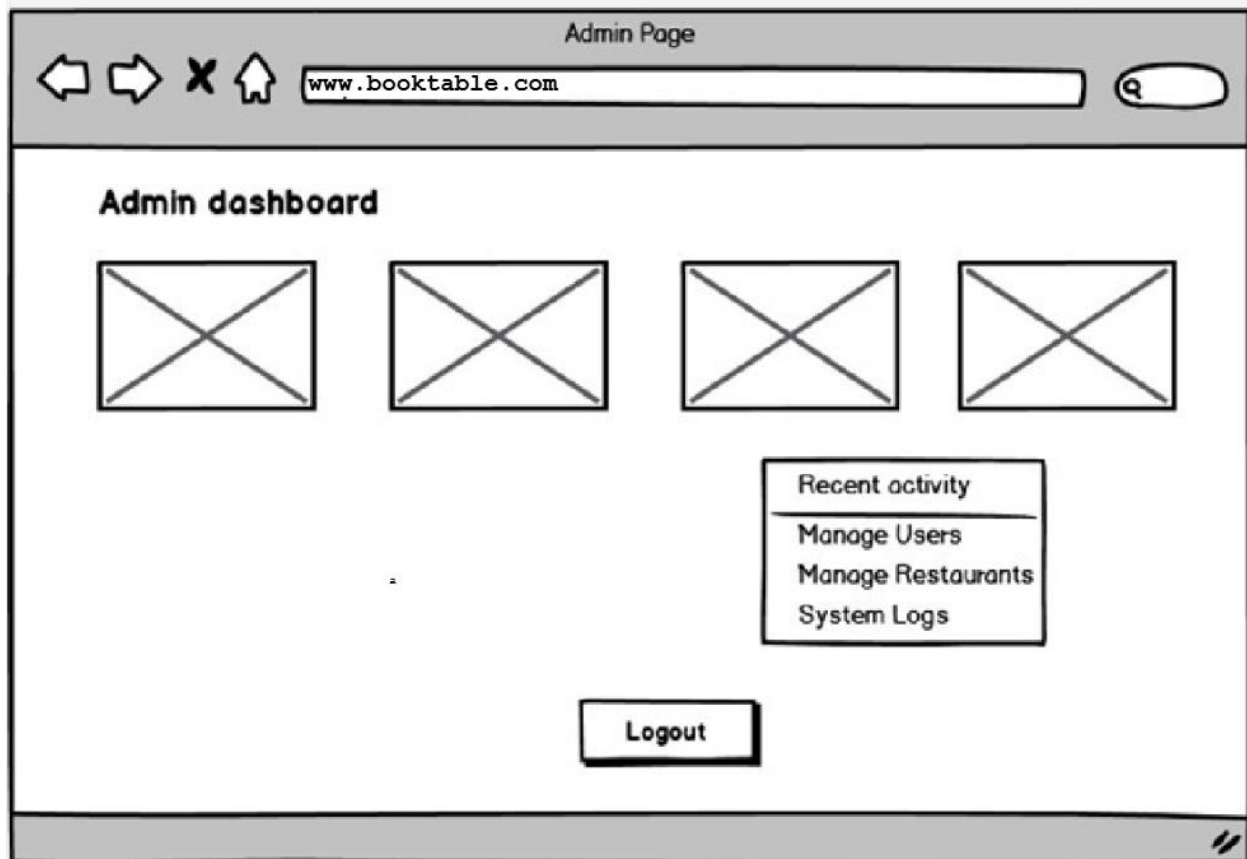 Admin Page
www.booktable.com
Admin dashboard
Recent activity
Manage Users
Manage Restaurants
System Logs
Logout